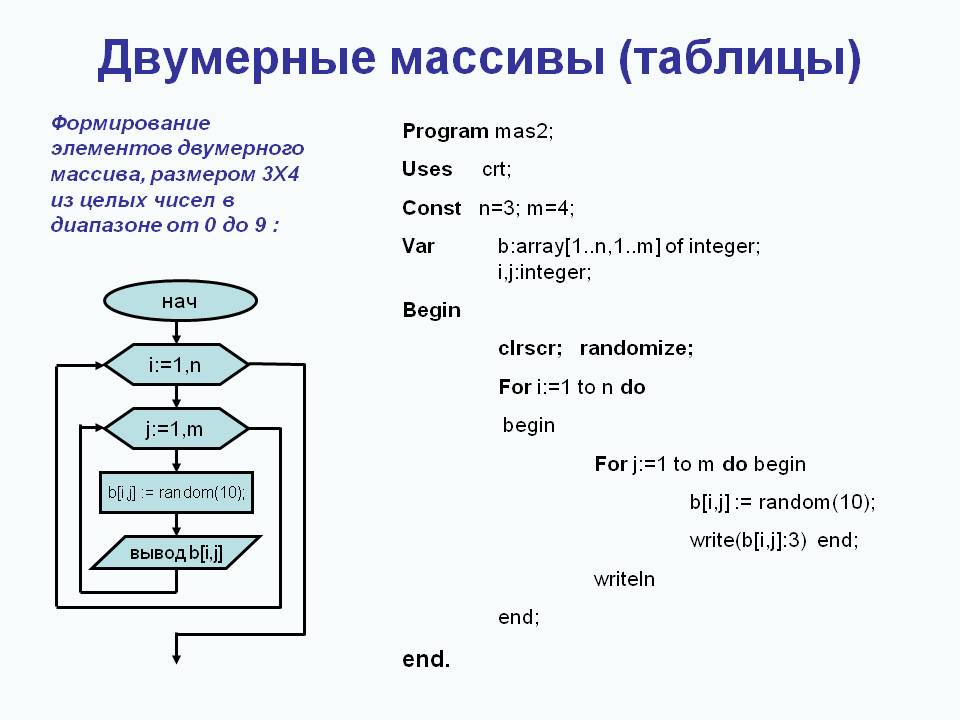 Двумерные массивы (таблицы)
Формирование
элементов двумерного
массива, размером 3X4
из целых чисел в
диапазоне от 0 до 9 :
нач
i:=1,n
j:=1,m
b[i,j] := random(10);
вывод b[i,j]
Program mas2;
Uses crt;
Const n=3; m=4;
Var b:array[1..n,1..m] of integer;
i,j:integer;
Begin
clrscr; randomize;
For i:=1 to n do
begin
For j:=1 to m do begin
b[i,j] := random(10);
write(b[i,j]:3) end;
writeln
end;
end.